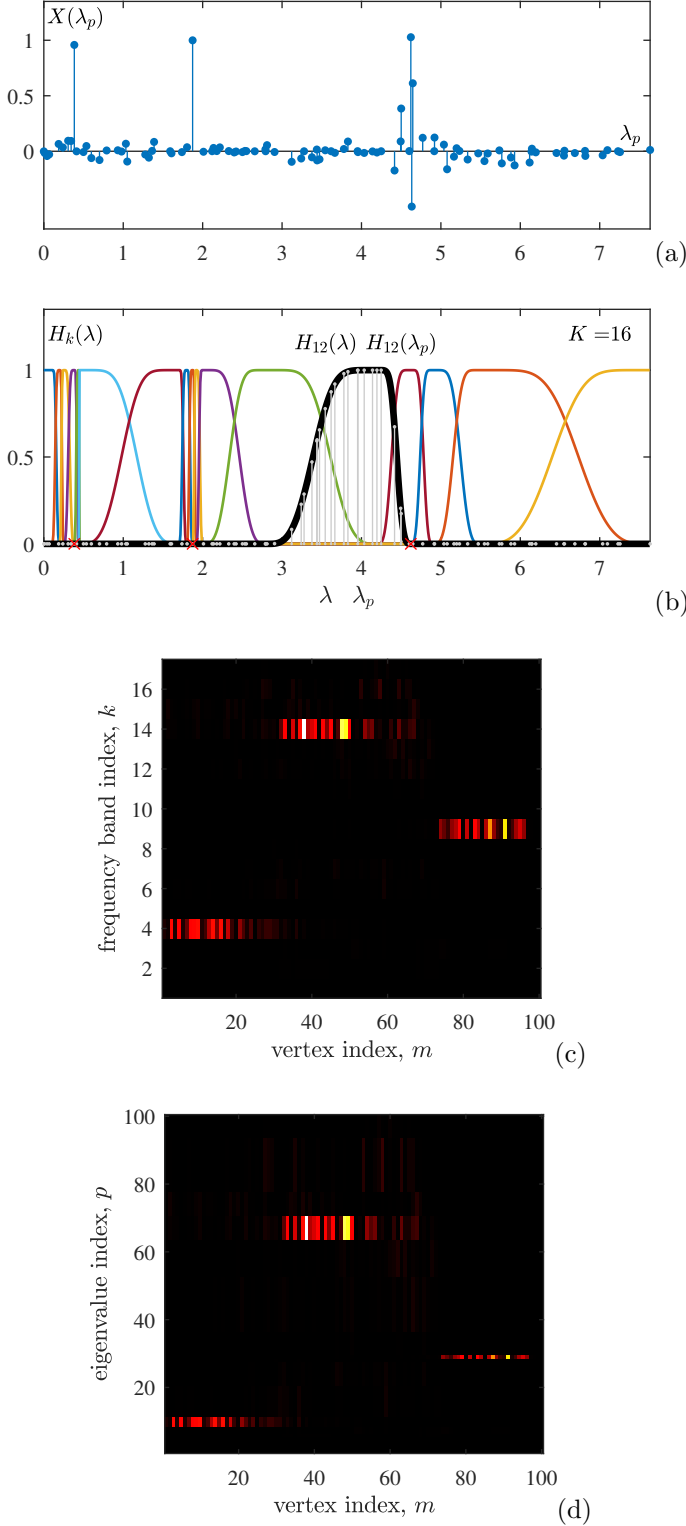 X(λₚ)
1
0.5
0
λₚ
0 1 2 3 4 5 6 7
(a)
Hₖ(λ) H₁₂(λ) H₁₂(λₚ) K =16
1
0.5
0
0 1 2 3 4 5 6 7
λ λₚ
(b)
frequency band index, k
16
14
12
10
8
6
4
2
20 40 60 80 100
vertex index, m
(c)
eigenvalue index, p
100
80
60
40
20
20 40 60 80 100
vertex index, m
(d)